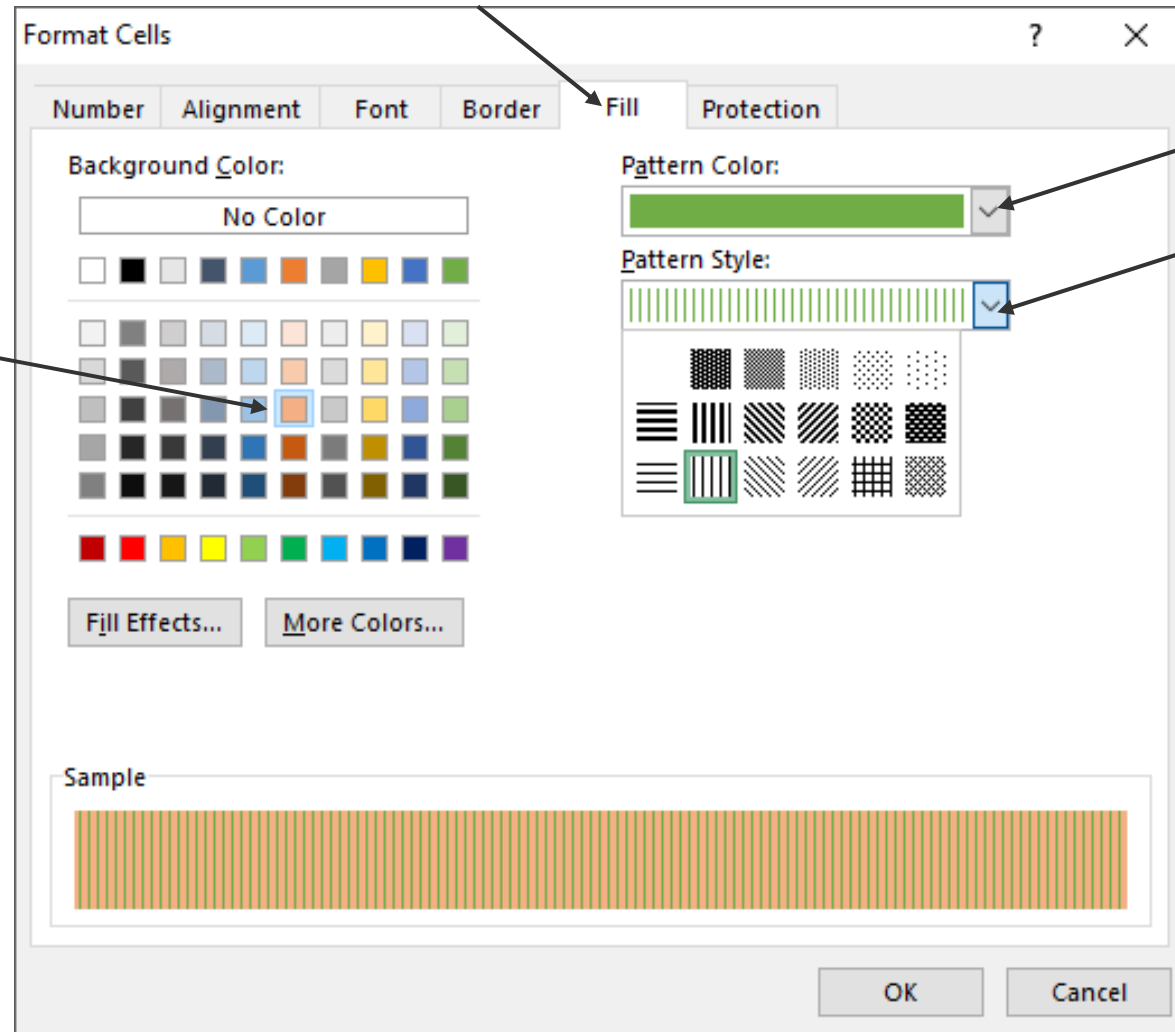 Format Cells ?
Number Alignment Font Border Fill Protection
Background Color:
No Color
Pattern Color:
Pattern Style:
Fill Effects... More Colors...
Sample
OK Cancel